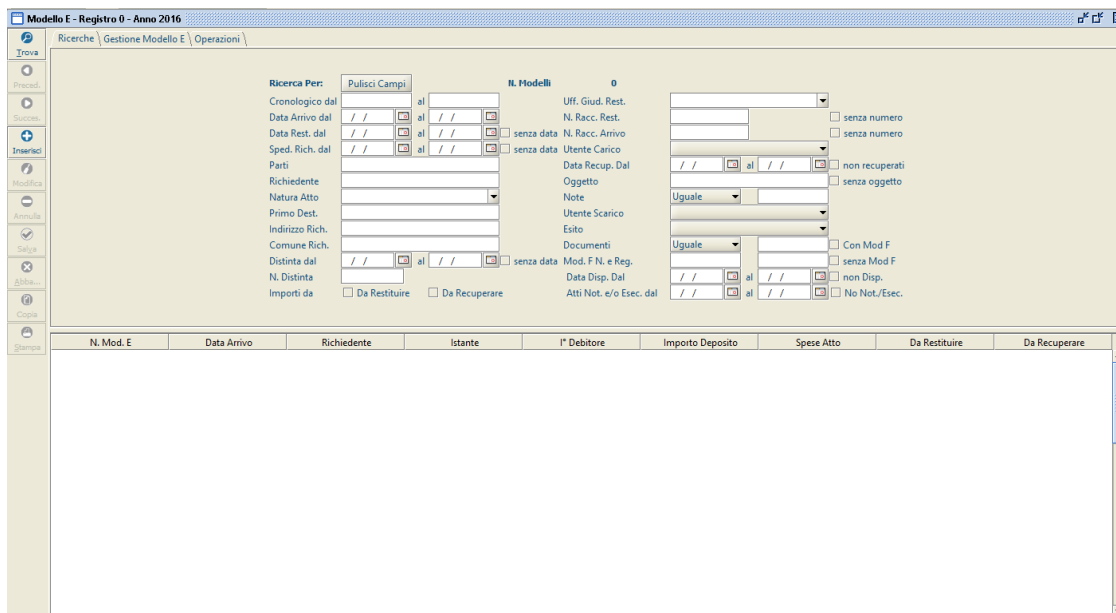 Modello E - Registro 0 - Anno 2016
Trova
Preced.
Succes.
Inserisci
Modifica
Annulla
Salva
Abba...
Copia
Stampa
Ricerche \ Gestione Modello E \ Operazioni \
Ricerca Per: Pulisci Campi N. Modelli 0
Cronologico dal al Uff. Giud. Rest.
Data Arrivo dal / / al / / N. Racc. Rest. senza numero
Data Rest. dal / / al / / senza data N. Racc. Arrivo senza numero
Sped. Rich. dal / / al / / senza data Utente Carico
Parti Data Recup. Dal / / al / / non recuperati
Richiedente Oggetto senza oggetto
Natura Atto Note Uguale
Primo Dest. Utente Scarico
Indirizzo Rich. Esito
Comune Rich. Documenti Uguale Con Mod F
Distinta dal / / al / / senza data Mod. F N. e Reg. senza Mod F
N. Distinta Data Disp. Dal / / al / / non Disp.
Importi da Da Restituire Da Recuperare Atti Not. e/o Esec. dal / / al / / No Not./Esec.
N. Mod. E Data Arrivo Richiedente Istante I° Debitore Importo Deposito Spese Atto Da Restituire Da Recuperare